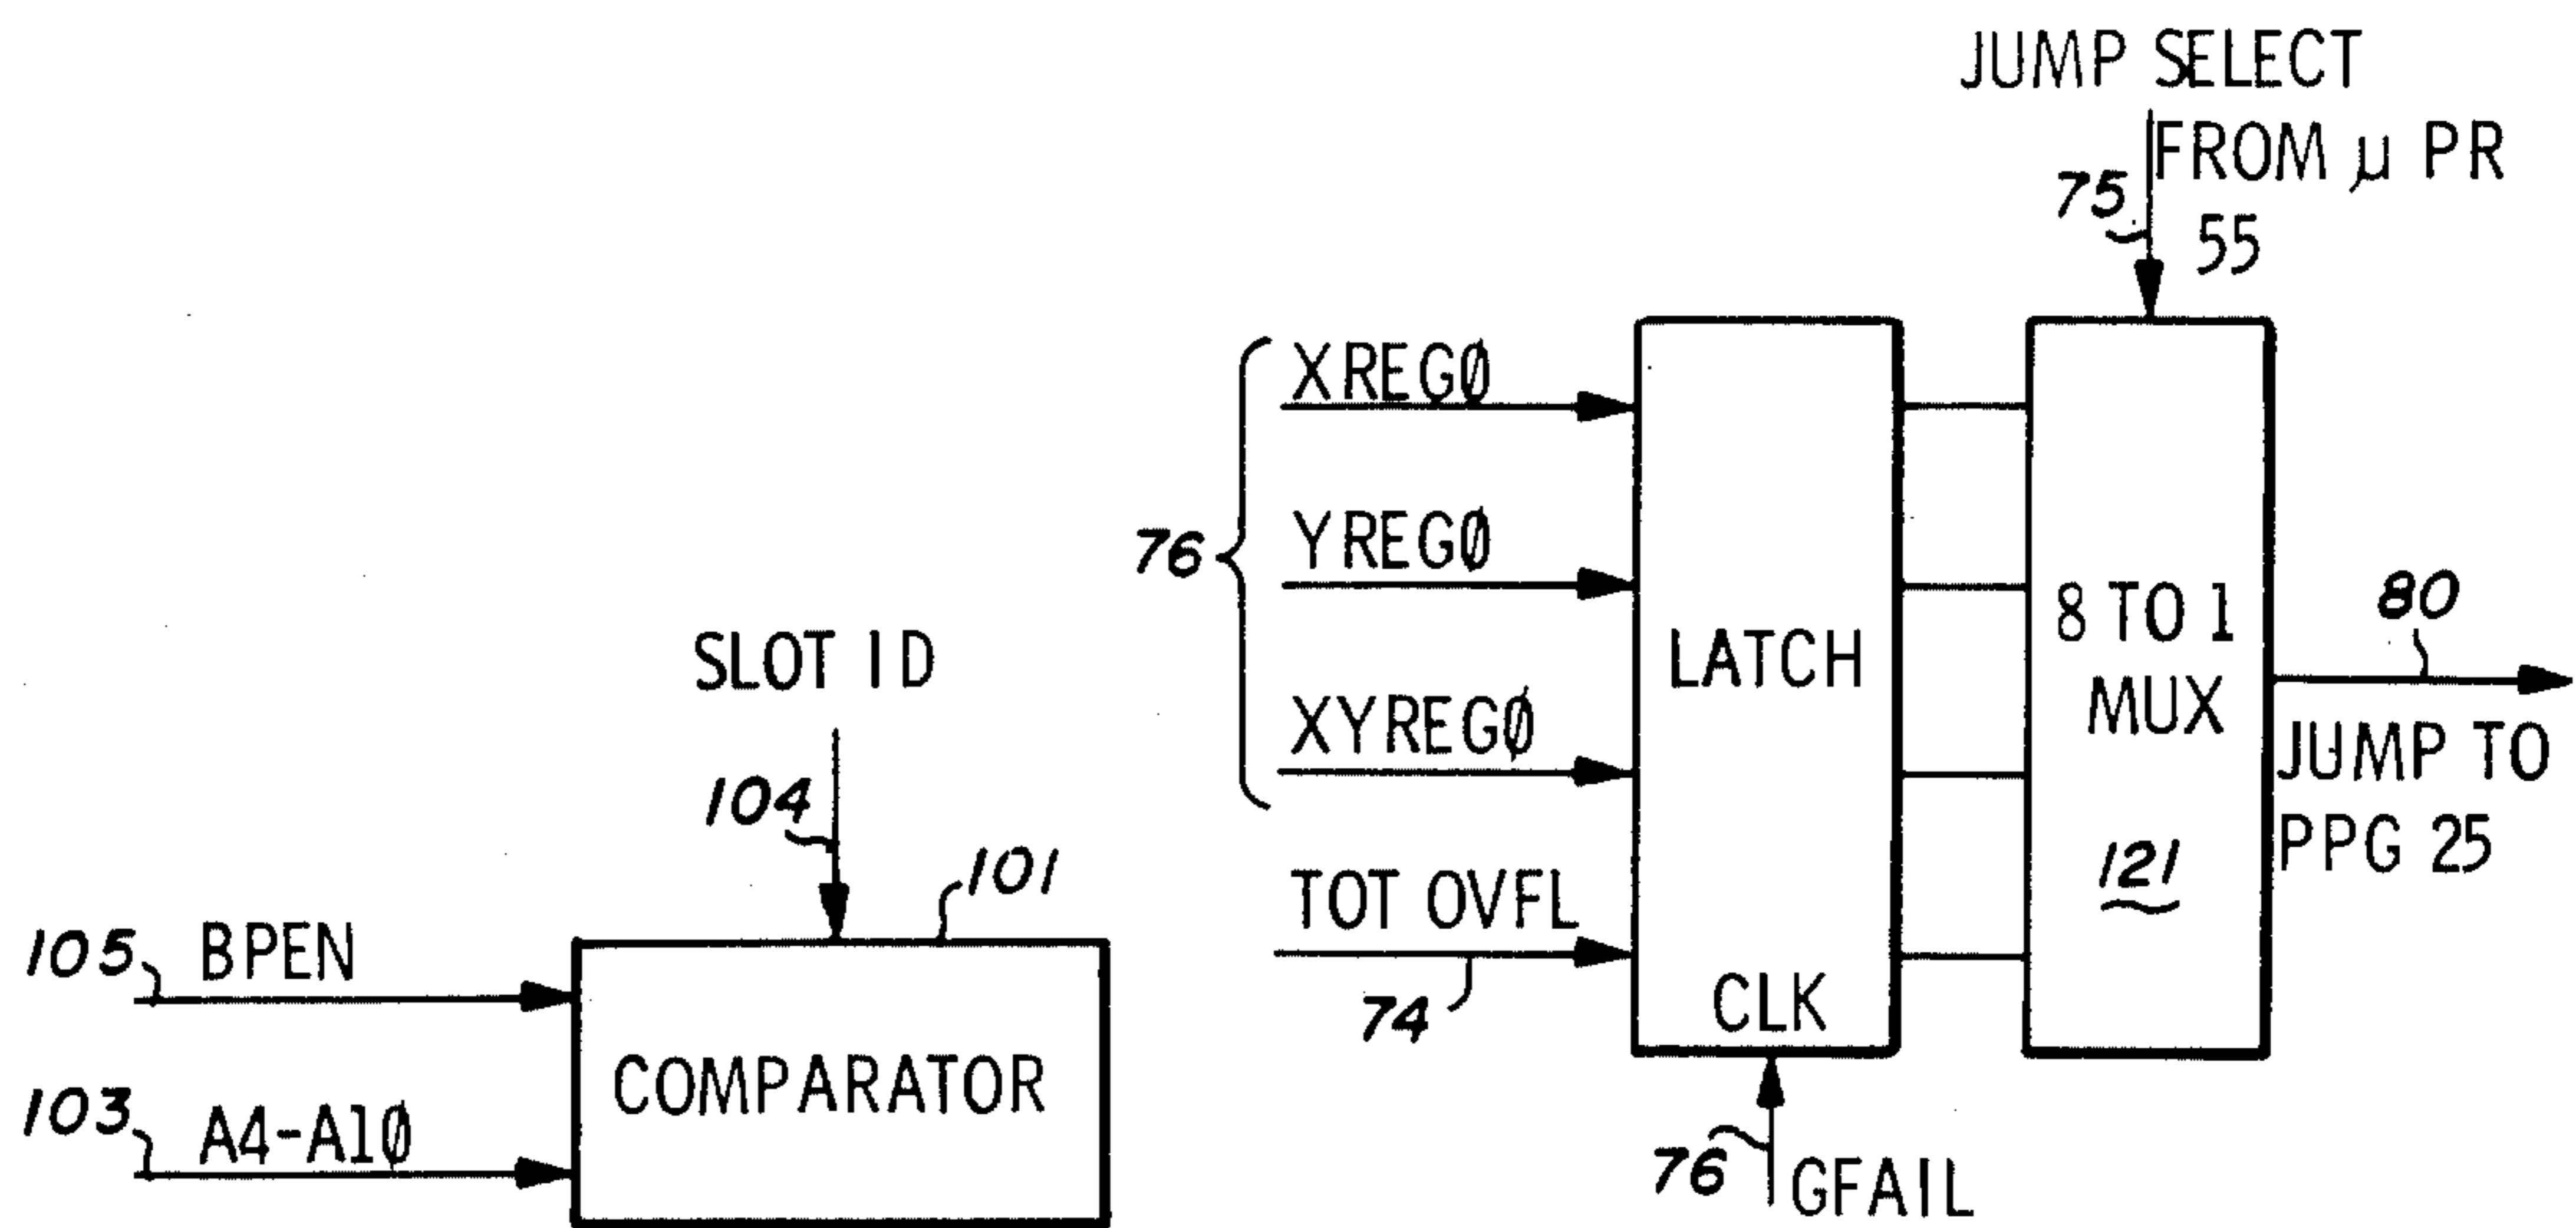 JUMP SELECT
FROM μ PR
55
75
XREGØ
YREGØ
XYREGØ
76
TOT OVFL
74
LATCH
CLK
76
GFAIL
8 TO 1
MUX
121
80
JUMP TO
PPG 25
SLOT ID
104
101
105
BPEN
103
A4-A1Ø
COMPARATOR